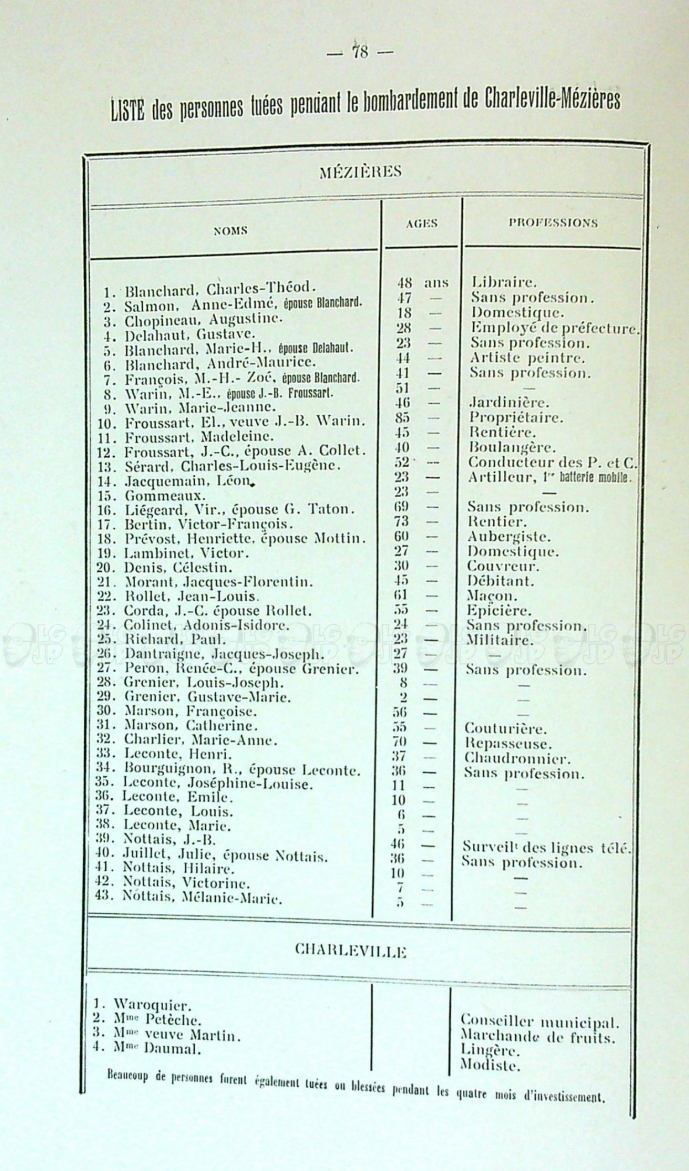 — 78 —
LISTE des personnes tuées pendant le bombardement de Charleville-Mézières
MÉZIÈRES
NOMS AGES PROFESSIONS
1. Blanchard, Charles-Théod. 48 ans Libraire.
2. Salmon, Anne-Edmé, épouse Blanchard. 47 — Sans profession.
3. Chopineau, Augustine. 18 — Domestique.
4. Delahaut, Gustave. 28 — Employé de préfecture.
5. Blanchard, Marie-H., épouse Delahaut. 23 — Sans profession.
6. Blanchard, André-Maurice. 44 — Artiste peintre.
7. François, M.-H.- Zoé, épouse Blanchard. 41 — Sans profession.
8. Warin, M.-E., épouse J.-B. Froussart. 51 — —
9. Warin, Marie-Jeanne. 46 — Jardinière.
10. Froussart, El., veuve J.-B. Warin. 85 — Propriétaire.
11. Froussart, Madeleine. 45 — Rentière.
12. Froussart, J.-C., épouse A. Collet. 40 — Boulangère.
13. Sérard, Charles-Louis-Eugène. 52 — Conducteur des P. et C.
14. Jacquemain, Léon. 23 — Artilleur, 1re batterie mobile.
15. Gommeaux. 23 — —
16. Liégeard, Vir., épouse G. Taton. 69 — Sans profession.
17. Bertin, Victor-François. 73 — Rentier.
18. Prévost, Henriette, épouse Mottin. 60 — Aubergiste.
19. Lambinet, Victor. 27 — Domestique.
20. Denis, Célestin. 30 — Couvreur.
21. Morant, Jacques-Florentin. 45 — Débitant.
22. Rollet, Jean-Louis. 61 — Maçon.
23. Corda, J.-C. épouse Rollet. 55 — Epicière.
24. Colinet, Adonis-Isidore. 24 — Sans profession.
25. Richard, Paul. 23 — Militaire.
26. Dantraigne, Jacques-Joseph. 27 — —
27. Peron, Renée-C., épouse Grenier. 39 — Sans profession.
28. Grenier, Louis-Joseph. 8 — —
29. Grenier, Gustave-Marie. 2 — —
30. Marson, Françoise. 56 — —
31. Marson, Catherine. 55 — Couturière.
32. Charlier, Marie-Anne. 70 — Repasseuse.
33. Leconte, Henri. 37 — Chaudronnier.
34. Bourguignon, R., épouse Leconte. 36 — Sans profession.
35. Leconte, Joséphine-Louise. 11 — —
36. Leconte, Emile. 10 — —
37. Leconte, Louis. 6 — —
38. Leconte, Marie. 5 — —
39. Nottais, J.-B. 46 — Surveilt des lignes télé.
40. Juillet, Julie, épouse Nottais. 36 — Sans profession.
41. Nottais, Hilaire. 10 — —
42. Nottais, Victorine. 7 — —
43. Nottais, Mélanie-Marie. 5 — —
CHARLEVILLE
1. Waroquier. Conseiller municipal.
2. Mme Petèche. Marchande de fruits.
3. Mme veuve Martin. Lingère.
4. Mme Daumal. Modiste.
Beaucoup de personnes furent également tuées ou blessées pendant les quatre mois d'investissement.